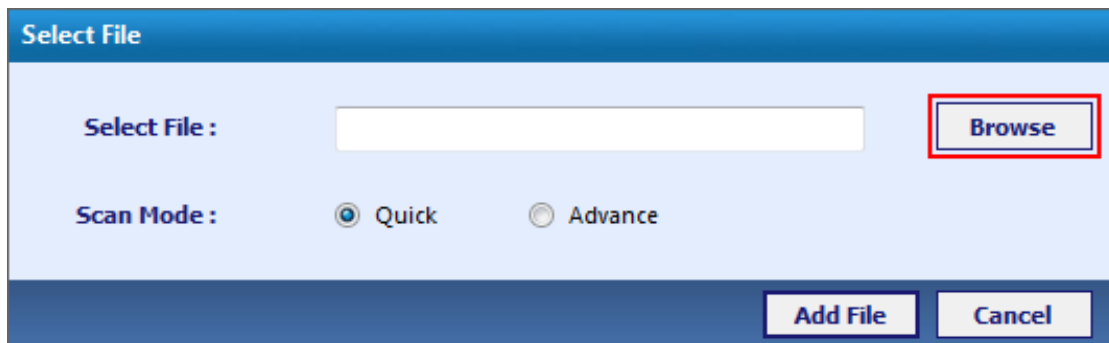 Select File
Select File : Browse
Scan Mode : Quick Advance
Add File Cancel